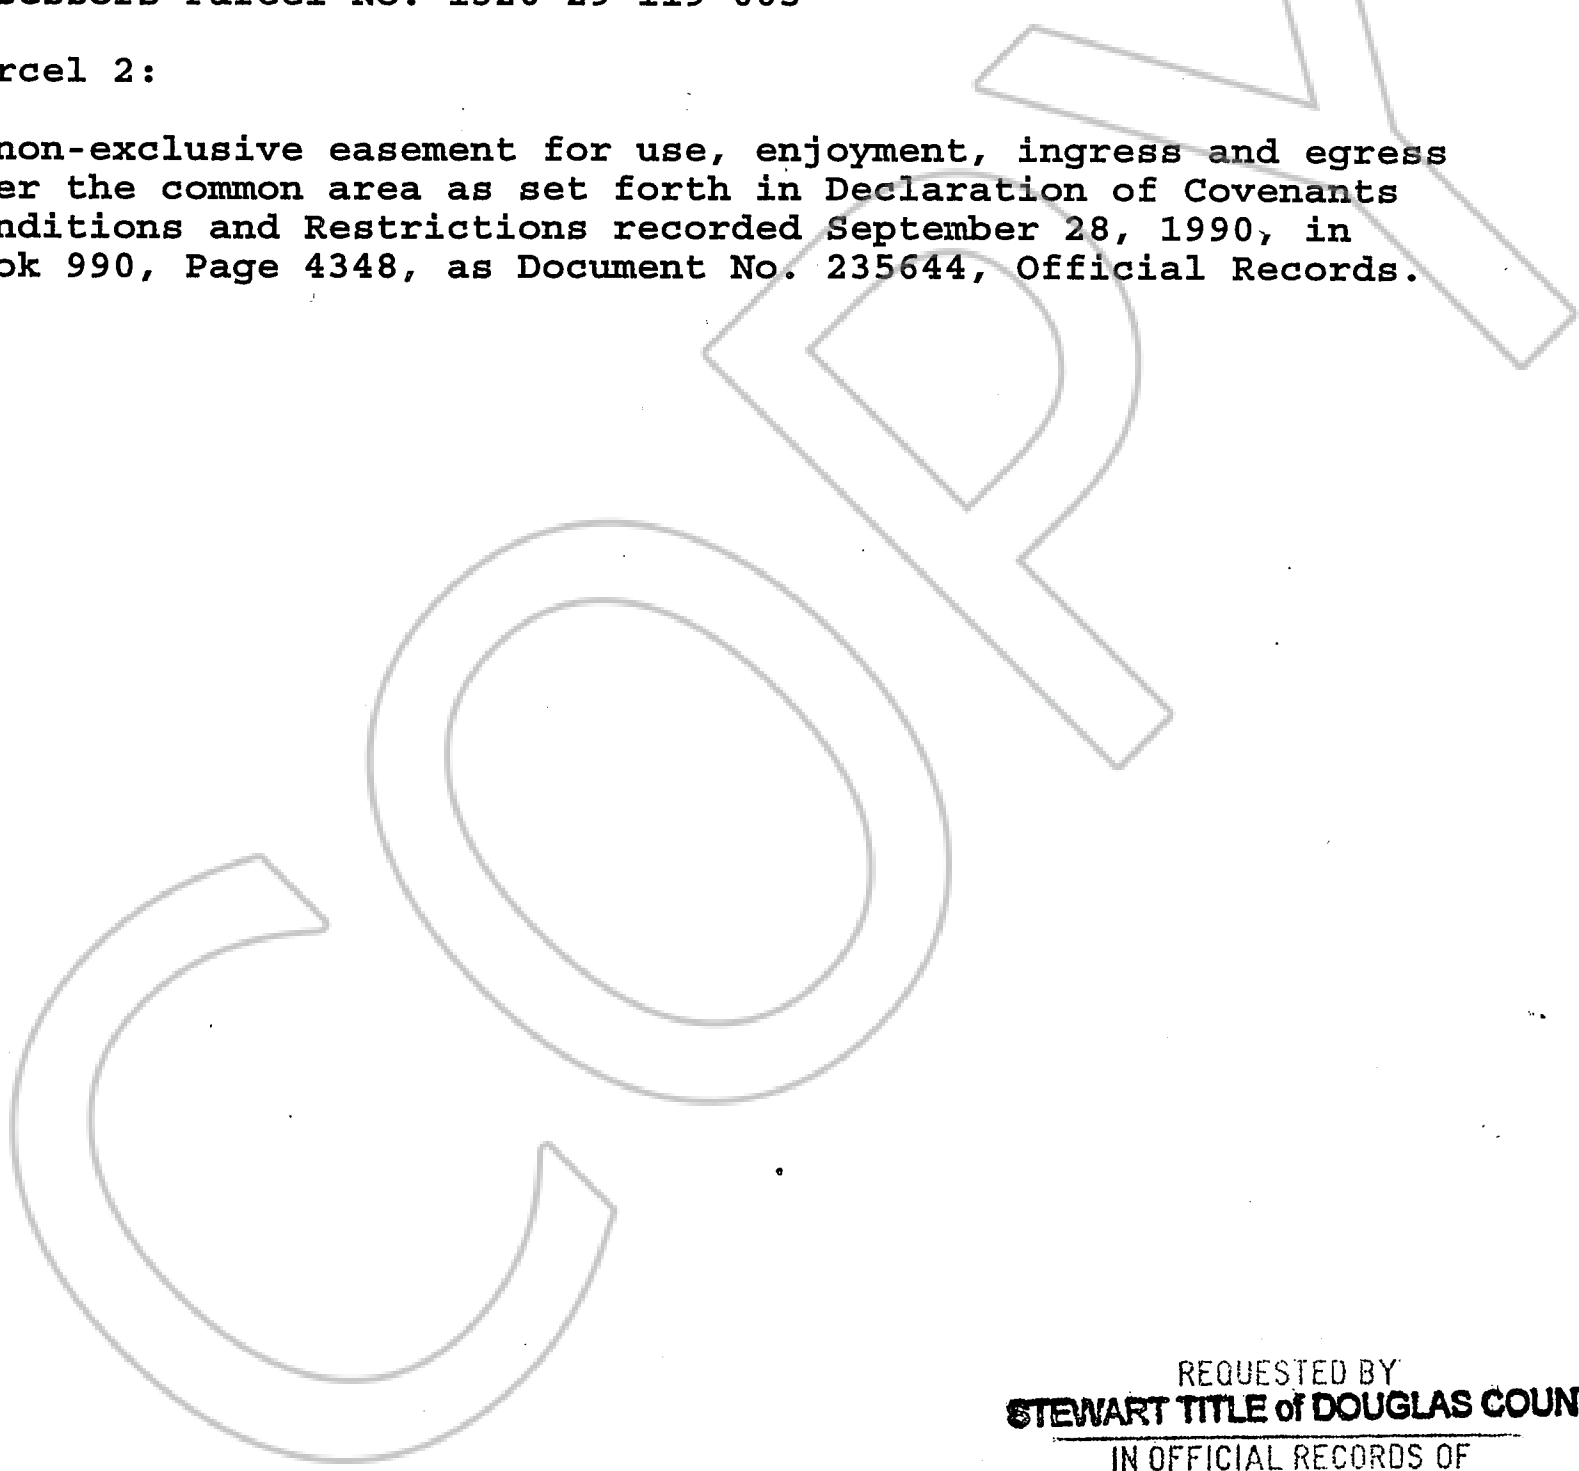 rcel 2:
non-exclusive easement for use, enjoyment, ingress and egress
er the common area as set forth in Declaration of Covenants
nditions and Restrictions recorded September 28, 1990, in
ok 990, Page 4348, as Document No. 235644, Official Records.
COPY
REQUESTED BY
STEWART TITLE of DOUGLAS COUN
IN OFFICIAL RECORDS OF